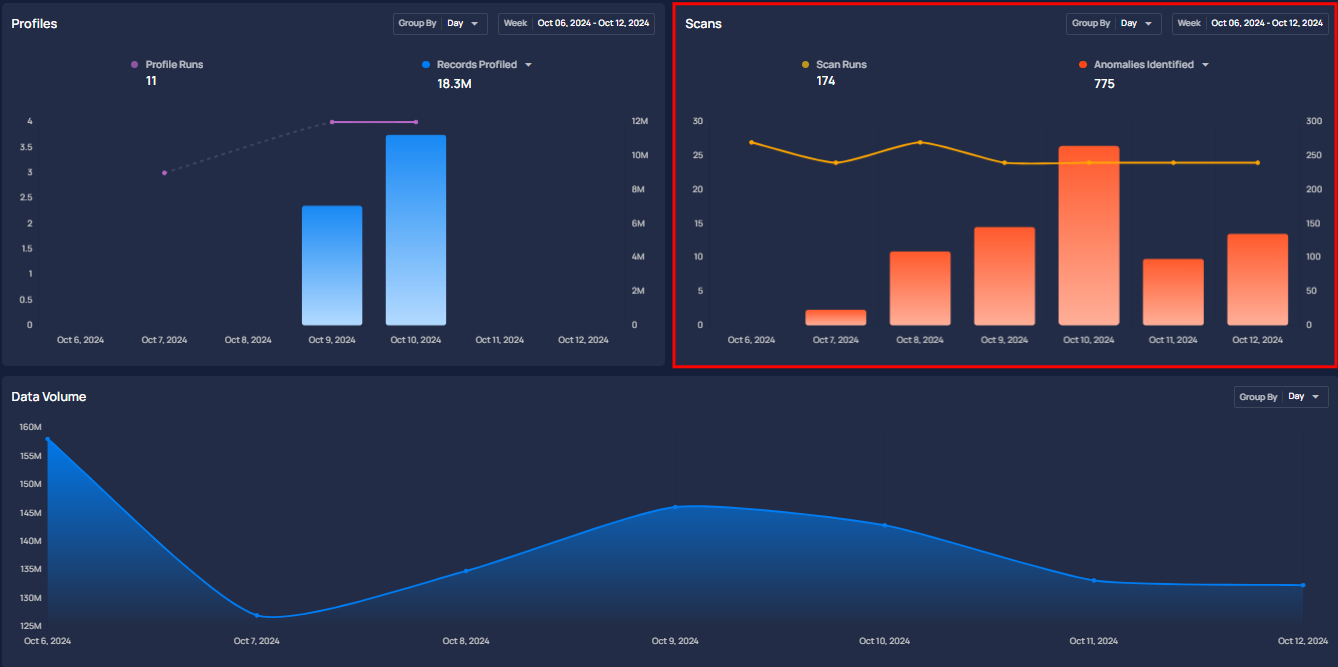 Profiles
Group By Day
Week Oct 06, 2024 - Oct 12, 2024
Profile Runs
11
Records Profiled
18.3M
4
3.5
3
2.5
2
1.5
1
0.5
0
12M
10M
8M
6M
4M
2M
0
Oct 6, 2024 Oct 7, 2024 Oct 8, 2024 Oct 9, 2024 Oct 10, 2024 Oct 11, 2024 Oct 12, 2024
Scans
Group By Day
Week Oct 06, 2024 - Oct 12, 2024
Scan Runs
174
Anomalies Identified
775
30
25
20
15
10
5
0
300
250
200
150
100
50
0
Oct 6, 2024 Oct 7, 2024 Oct 8, 2024 Oct 9, 2024 Oct 10, 2024 Oct 11, 2024 Oct 12, 2024
Data Volume
Group By Day
160M
155M
150M
145M
140M
135M
130M
125M
Oct 6, 2024 Oct 7, 2024 Oct 8, 2024 Oct 9, 2024 Oct 10, 2024 Oct 11, 2024 Oct 12, 2024